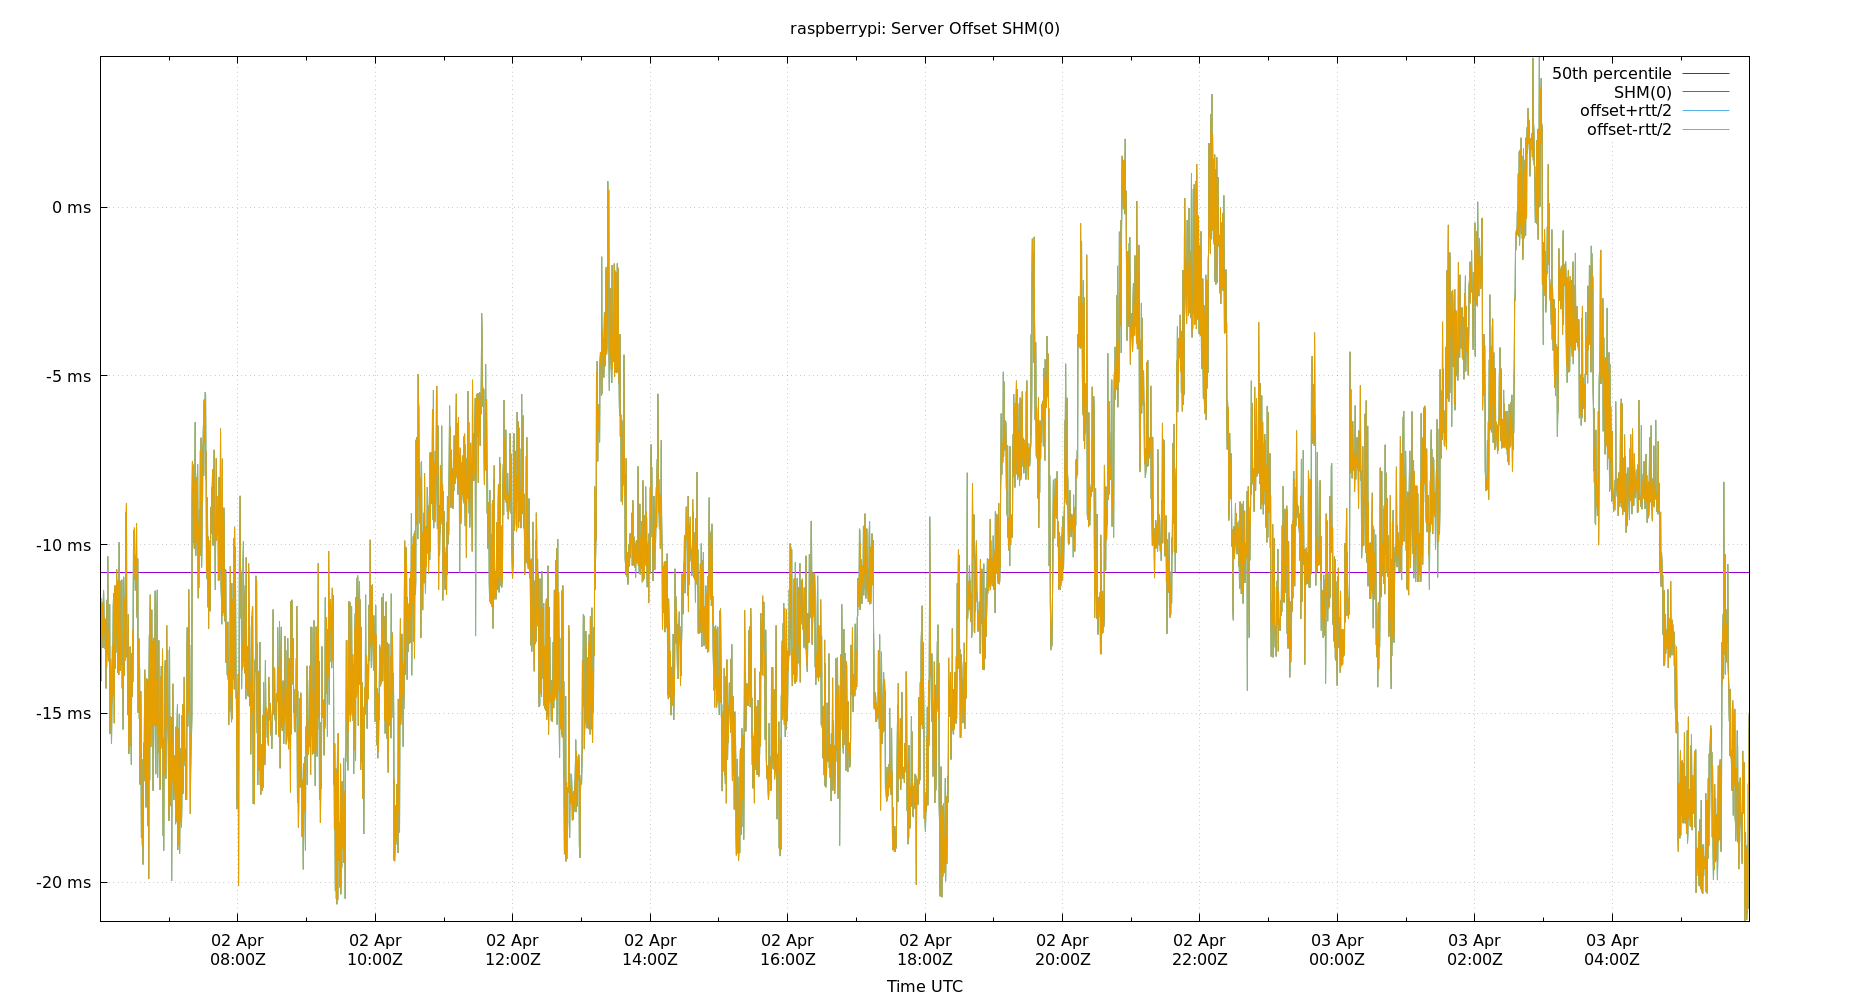 raspberrypi: Server Offset SHM(0)
50th percentile
SHM(0)
offset+rtt/2
offset-rtt/2
0 ms
-5 ms
-10 ms
-15 ms
-20 ms
02 Apr 02 Apr 02 Apr 02 Apr 02 Apr 02 Apr 02 Apr 02 Apr 03 Apr 03 Apr 03 Apr
08:00Z 10:00Z 12:00Z 14:00Z 16:00Z 18:00Z 20:00Z 22:00Z 00:00Z 02:00Z 04:00Z
Time UTC